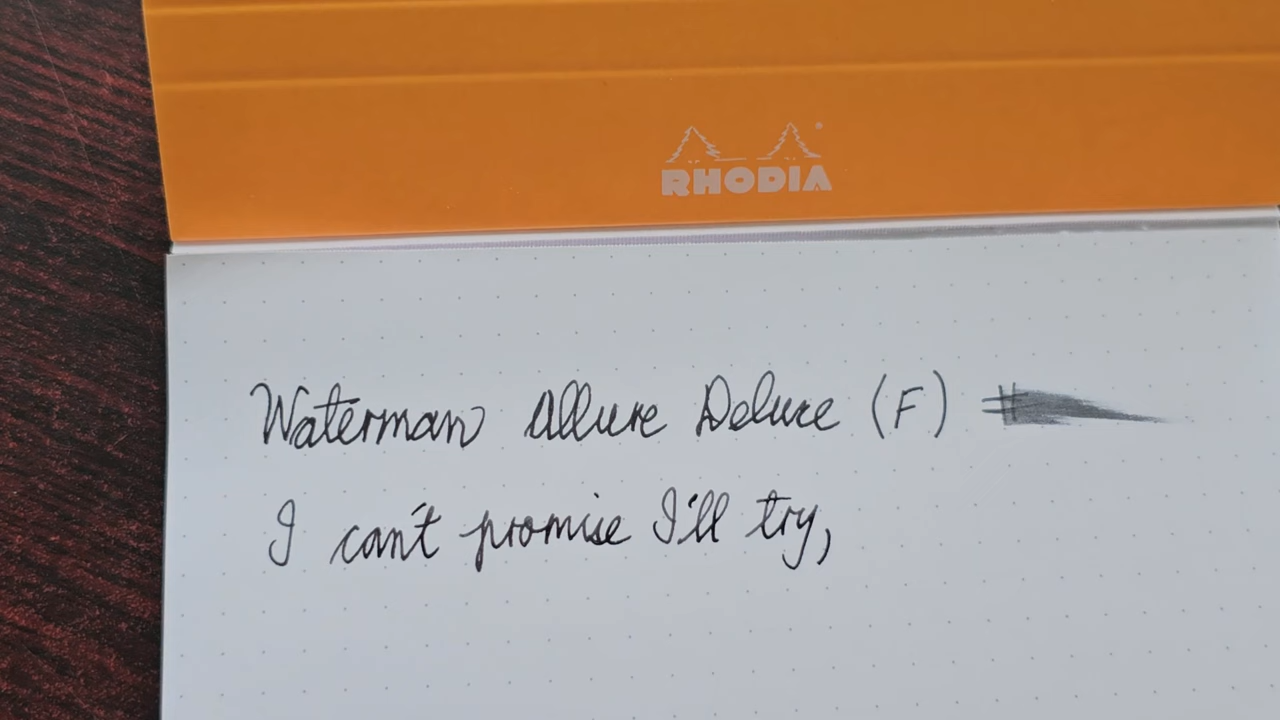 RHODIA
Waterman Allure Deluxe (F) #
I can't promise I'll try,